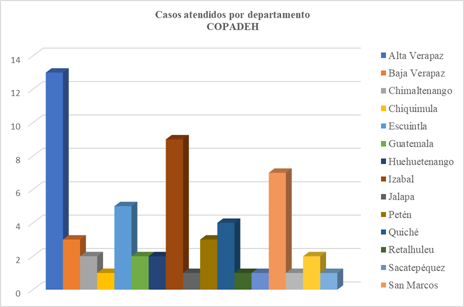 Casos atendidos por departamento
COPADEH
14
12
10
8
6
4
2
0
Alta Verapaz
Baja Verapaz
Chimaltenango
Chiquimula
Escuintla
Guatemala
Huehuetenango
Izabal
Jalapa
Petén
Quiché
Retalhuleu
Sacatepéquez
San Marcos